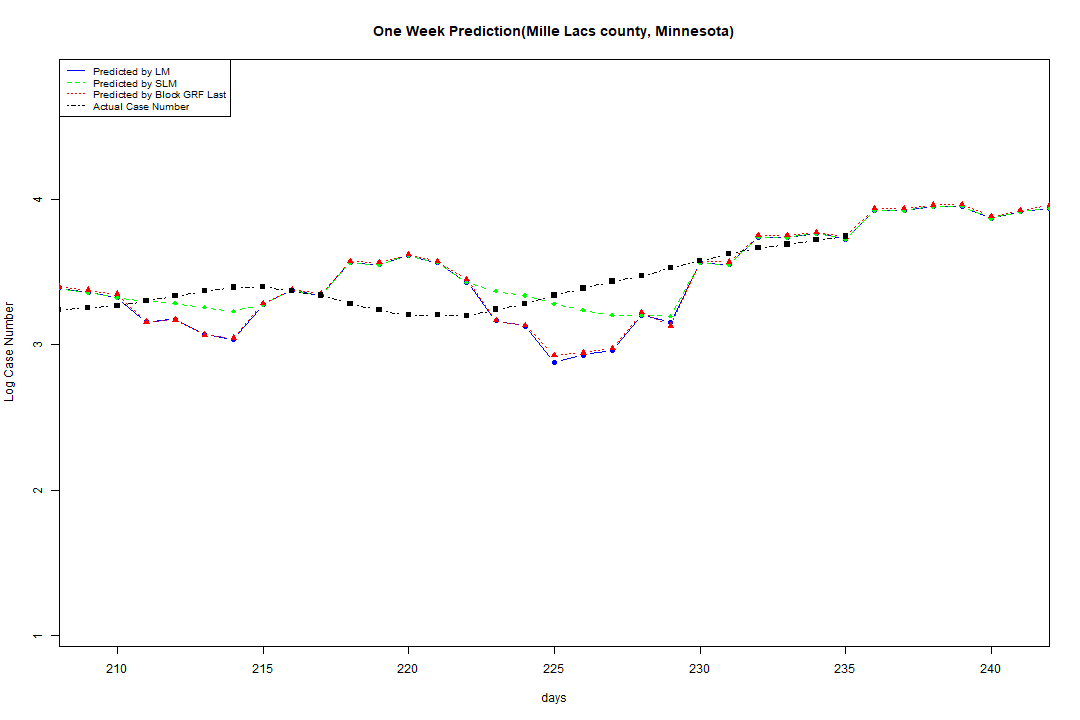 One Week Prediction(Mille Lacs county, Minnesota)
Predicted by LM
Predicted by SLM
Predicted by Block GRF Last
Actual Case Number
4
3
2
1
Log Case Number
210 215 220 225 230 235 240
days